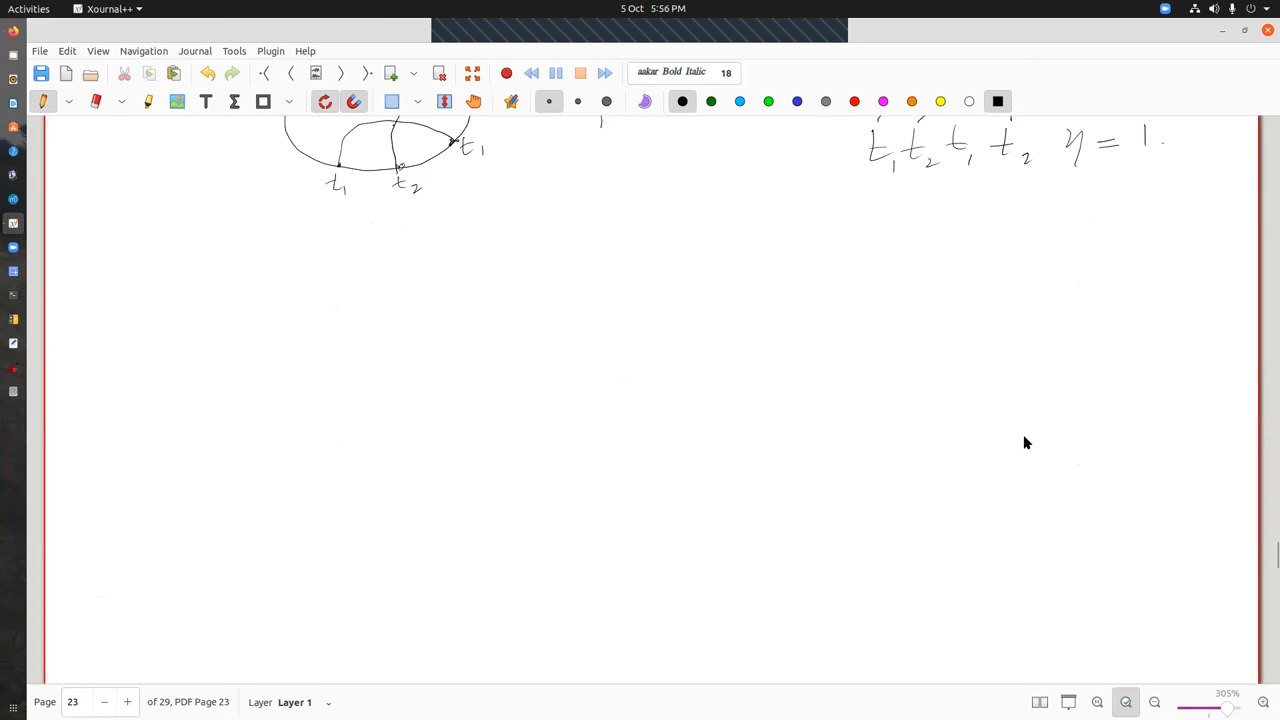 Activities Xournal++ 5 Oct 5:56 PM
File Edit View Navigation Journal Tools Plugin Help
aakar Bold Italic 18
t₁ t₂ t₁ t₂ η = 1.
t₁
t₁ t₂
Page 23 of 29, PDF Page 23 Layer Layer 1 305%